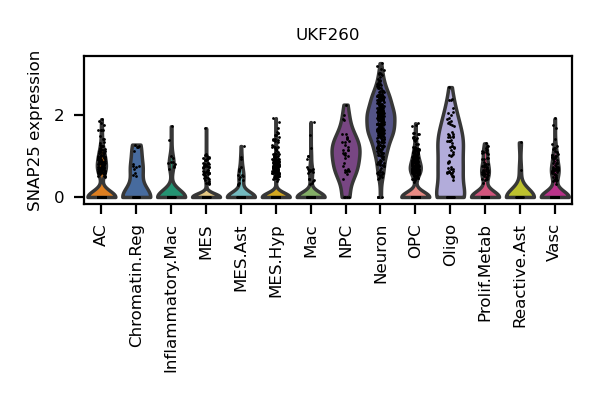 UKF260
SNAP25 expression
2
0
AC
Chromatin.Reg
Inflammatory.Mac
MES
MES.Ast
MES.Hyp
Mac
NPC
Neuron
OPC
Oligo
Prolif.Metab
Reactive.Ast
Vasc